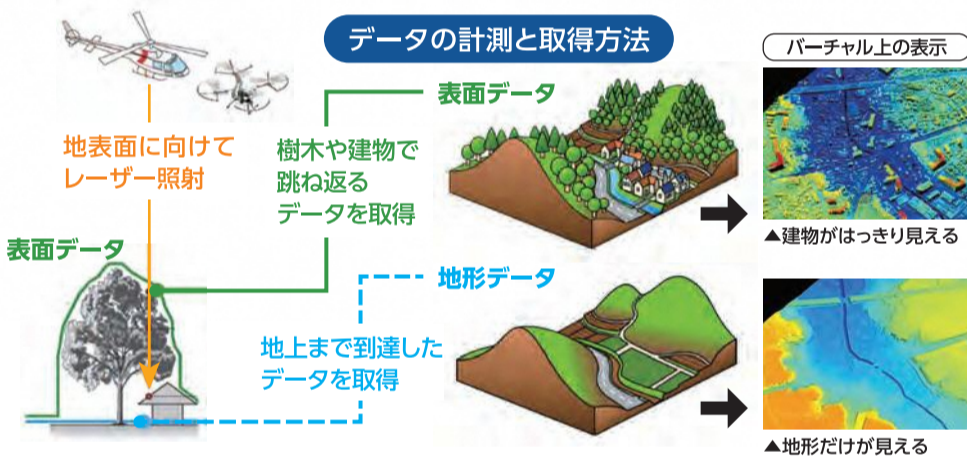 データの計測と取得方法
バーチャル上の表示
地表面に向けて
レーザー照射
樹木や建物で
跳ね返る
データを取得
表面データ
▲建物がはっきり見える
表面データ
地上まで到達した
データを取得
地形データ
▲地形だけが見える